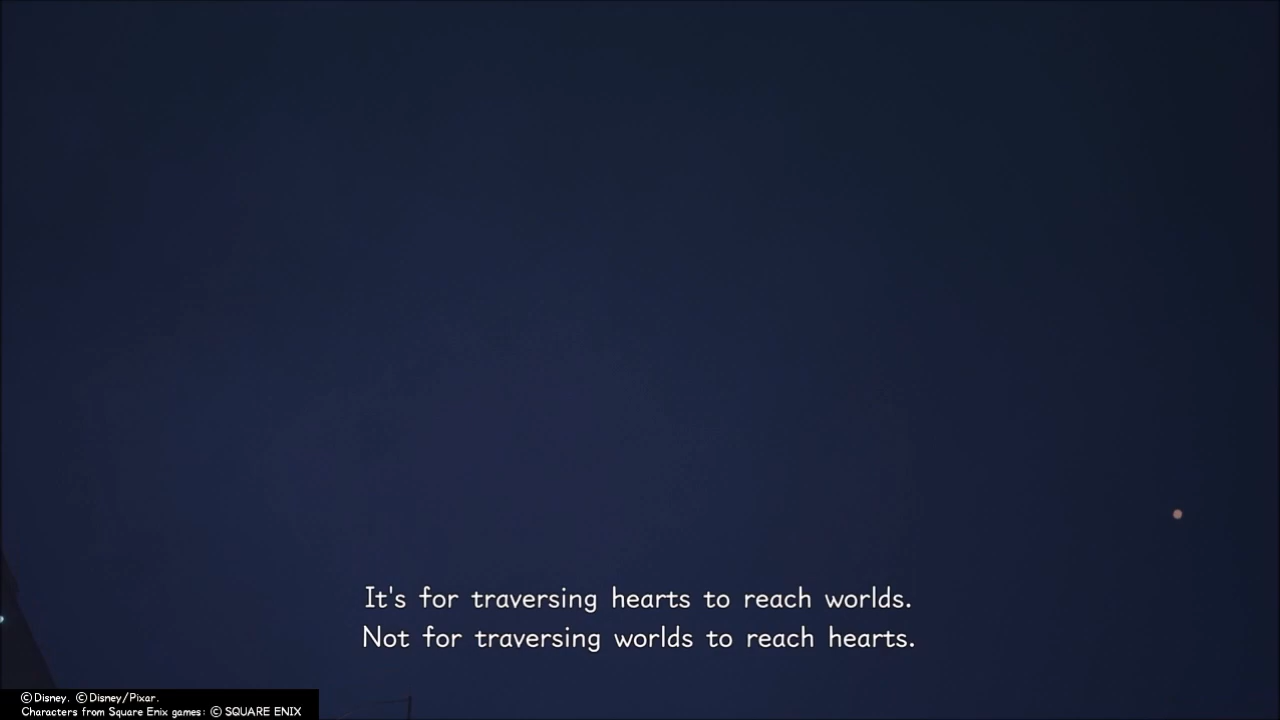 It's for traversing hearts to reach worlds.
Not for traversing worlds to reach hearts.
©Disney. ©Disney/Pixar.
Characters from Square Enix games: © SQUARE ENIX